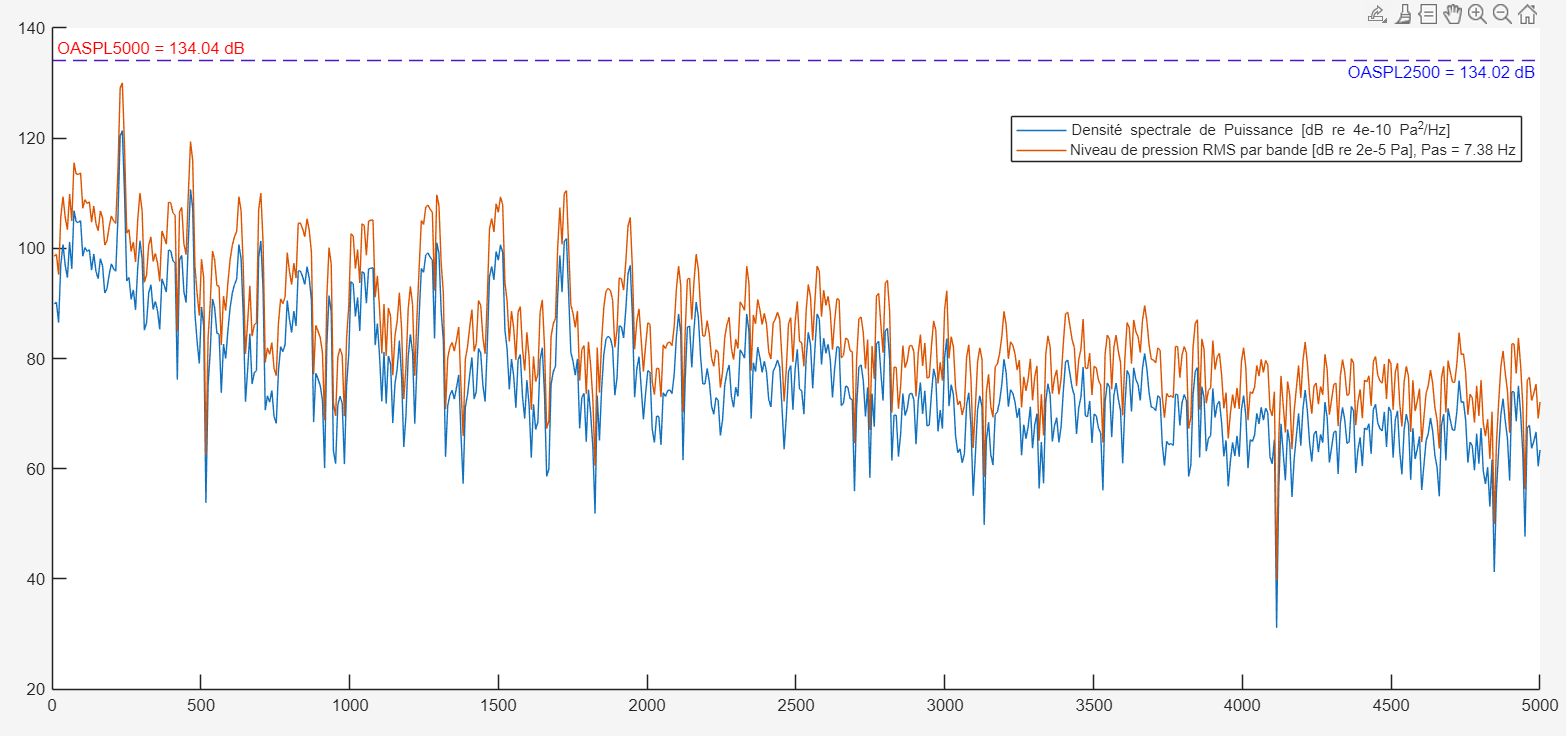 140
OASPL5000 = 134.04 dB
OASPL2500 = 134.02 dB
120
Densité spectrale de Puissance [dB re 4e-10 Pa²/Hz]
Niveau de pression RMS par bande [dB re 2e-5 Pa], Pas = 7.38 Hz
100
80
60
40
20
0 500 1000 1500 2000 2500 3000 3500 4000 4500 5000